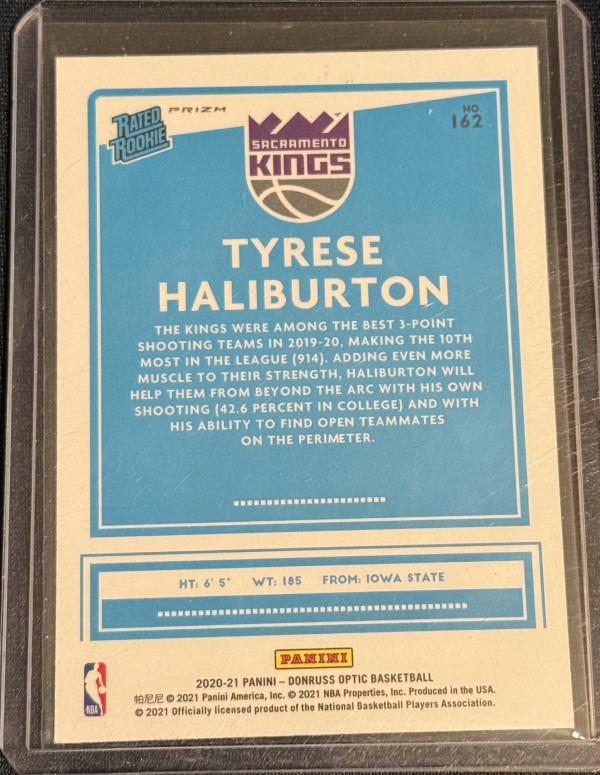 RATED
ROOKIE
PRIZM
NO.
162
SACRAMENTO
KINGS
TYRESE
HALIBURTON
THE KINGS WERE AMONG THE BEST 3-POINT
SHOOTING TEAMS IN 2019-20, MAKING THE 10TH
MOST IN THE LEAGUE (914). ADDING EVEN MORE
MUSCLE TO THEIR STRENGTH, HALIBURTON WILL
HELP THEM FROM BEYOND THE ARC WITH HIS OWN
SHOOTING (42.6 PERCENT IN COLLEGE) AND WITH
HIS ABILITY TO FIND OPEN TEAMMATES
ON THE PERIMETER.
HT: 6' 5" WT: 185 FROM: IOWA STATE
PANINI
2020-21 PANINI – DONRUSS OPTIC BASKETBALL
帕尼尼 © 2021 Panini America, Inc. © 2021 NBA Properties, Inc. Produced in the USA.
© 2021 Officially licensed product of the National Basketball Players Association.
NBA